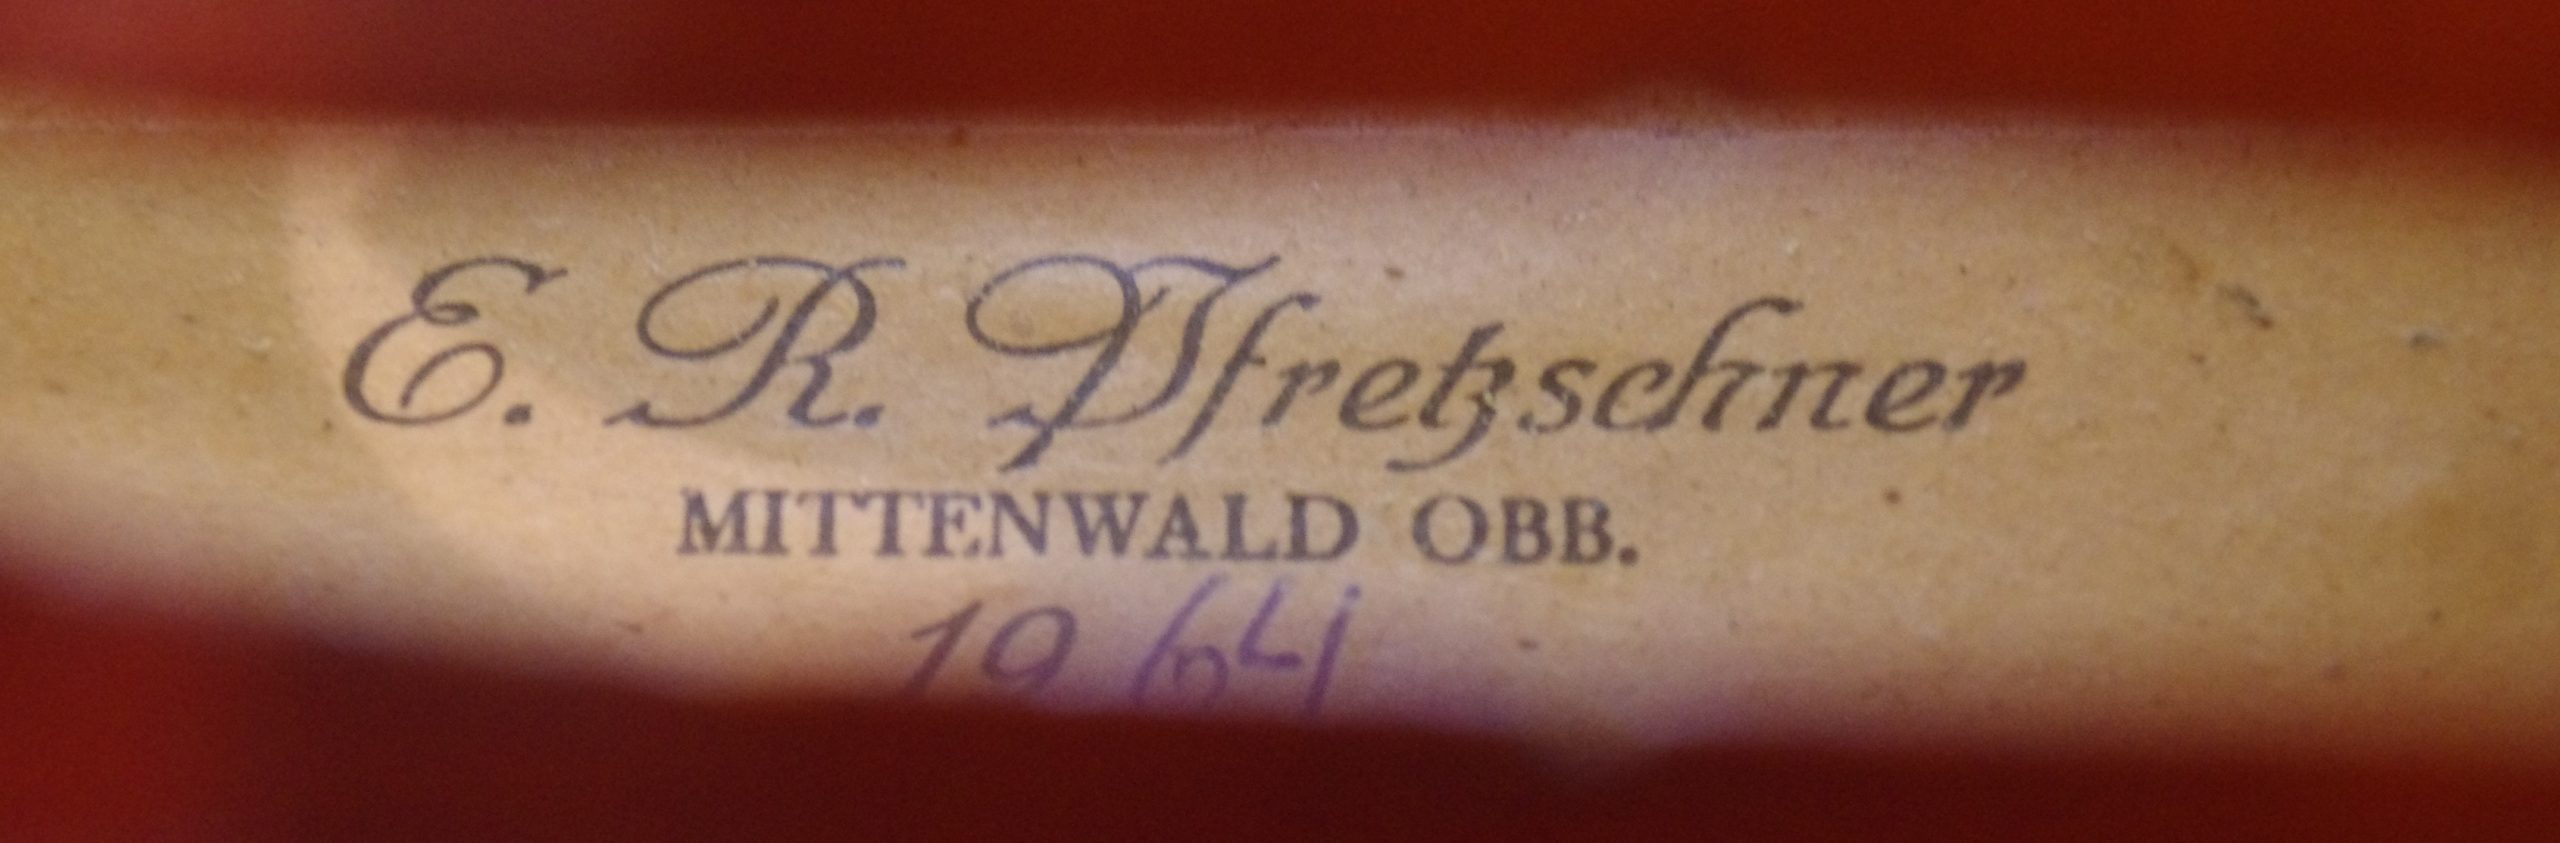 E. R. Pfretzschner
MITTENWALD OBB.
1964